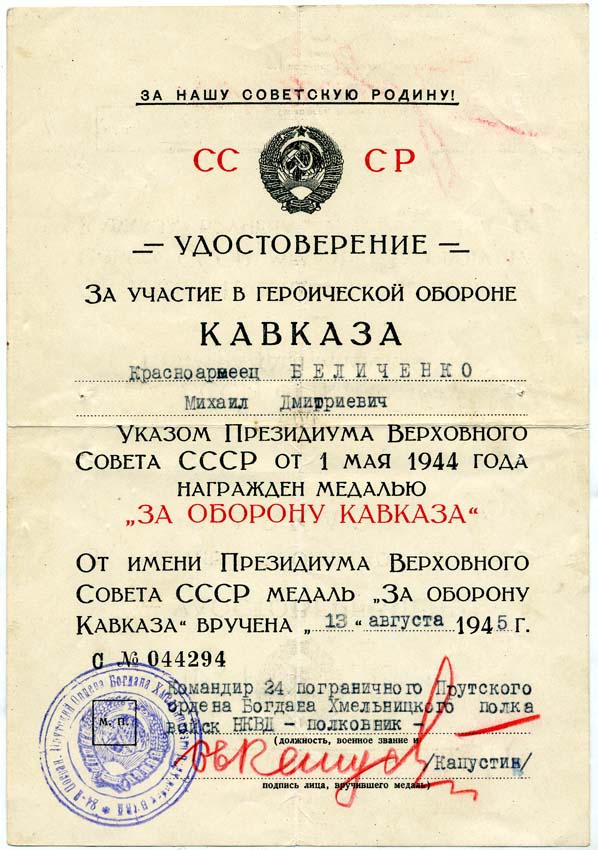 ЗА НАШУ СОВЕТСКУЮ РОДИНУ!
СС СР
УДОСТОВЕРЕНИЕ
ЗА УЧАСТИЕ В ГЕРОИЧЕСКОЙ ОБОРОНЕ
КАВКАЗА
Красноармеец БЕЛИЧЕНКО
Михаил Дмитриевич
УКАЗОМ ПРЕЗИДИУМА ВЕРХОВНОГО
СОВЕТА СССР ОТ 1 МАЯ 1944 ГОДА
НАГРАЖДЕН МЕДАЛЬЮ
„ЗА ОБОРОНУ КАВКАЗА“
ОТ ИМЕНИ ПРЕЗИДИУМА ВЕРХОВНОГО
СОВЕТА СССР МЕДАЛЬ „ЗА ОБОРОНУ
КАВКАЗА“ ВРУЧЕНА „13“ августа 1945 г.
С № 044294
Командир 24 пограничного Прутского
ордена Богдана Хмельницкого полка
М. П.
войск НКВД - полковник -
(должность, военное звание и
/Капустин/
подпись лица, вручившего медаль)
Ордена Богдана